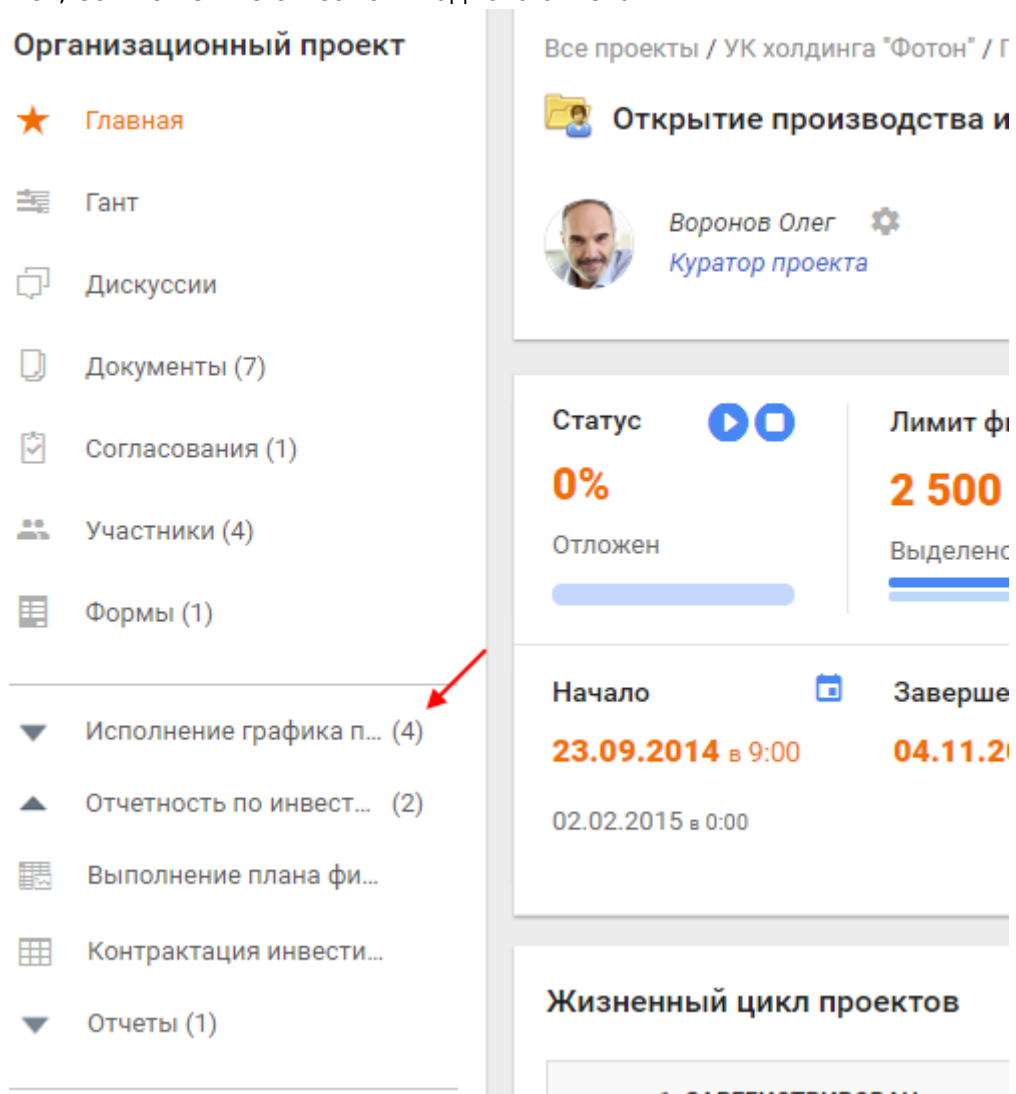 Организационный проект
Главная
Гант
Дискуссии
Документы (7)
Согласования (1)
Участники (4)
Формы (1)
Исполнение графика п... (4)
Отчетность по инвест... (2)
Выполнение плана фи...
Контрактация инвести...
Отчеты (1)
Все проекты / УК холдинга "Фотон" /
Открытие производства и
Воронов Олег
Куратор проекта
Статус
0%
Отложен
Лимит
2 500
Выделено
Начало
23.09.2014 в 9:00
02.02.2015 в 0:00
Заверше
04.11.2
Жизненный цикл проектов